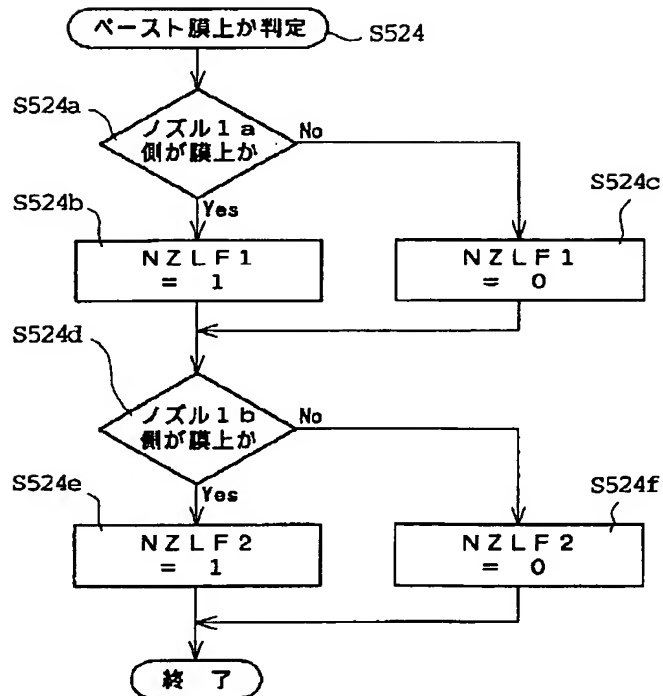 ペースト膜上か判定
S524
S524a
ノズル1a
側が膜上か
No
Yes
S524b
NZLF1
= 1
S524c
NZLF1
= 0
S524d
ノズル1b
側が膜上か
No
Yes
S524e
NZLF2
= 1
S524f
NZLF2
= 0
終 了